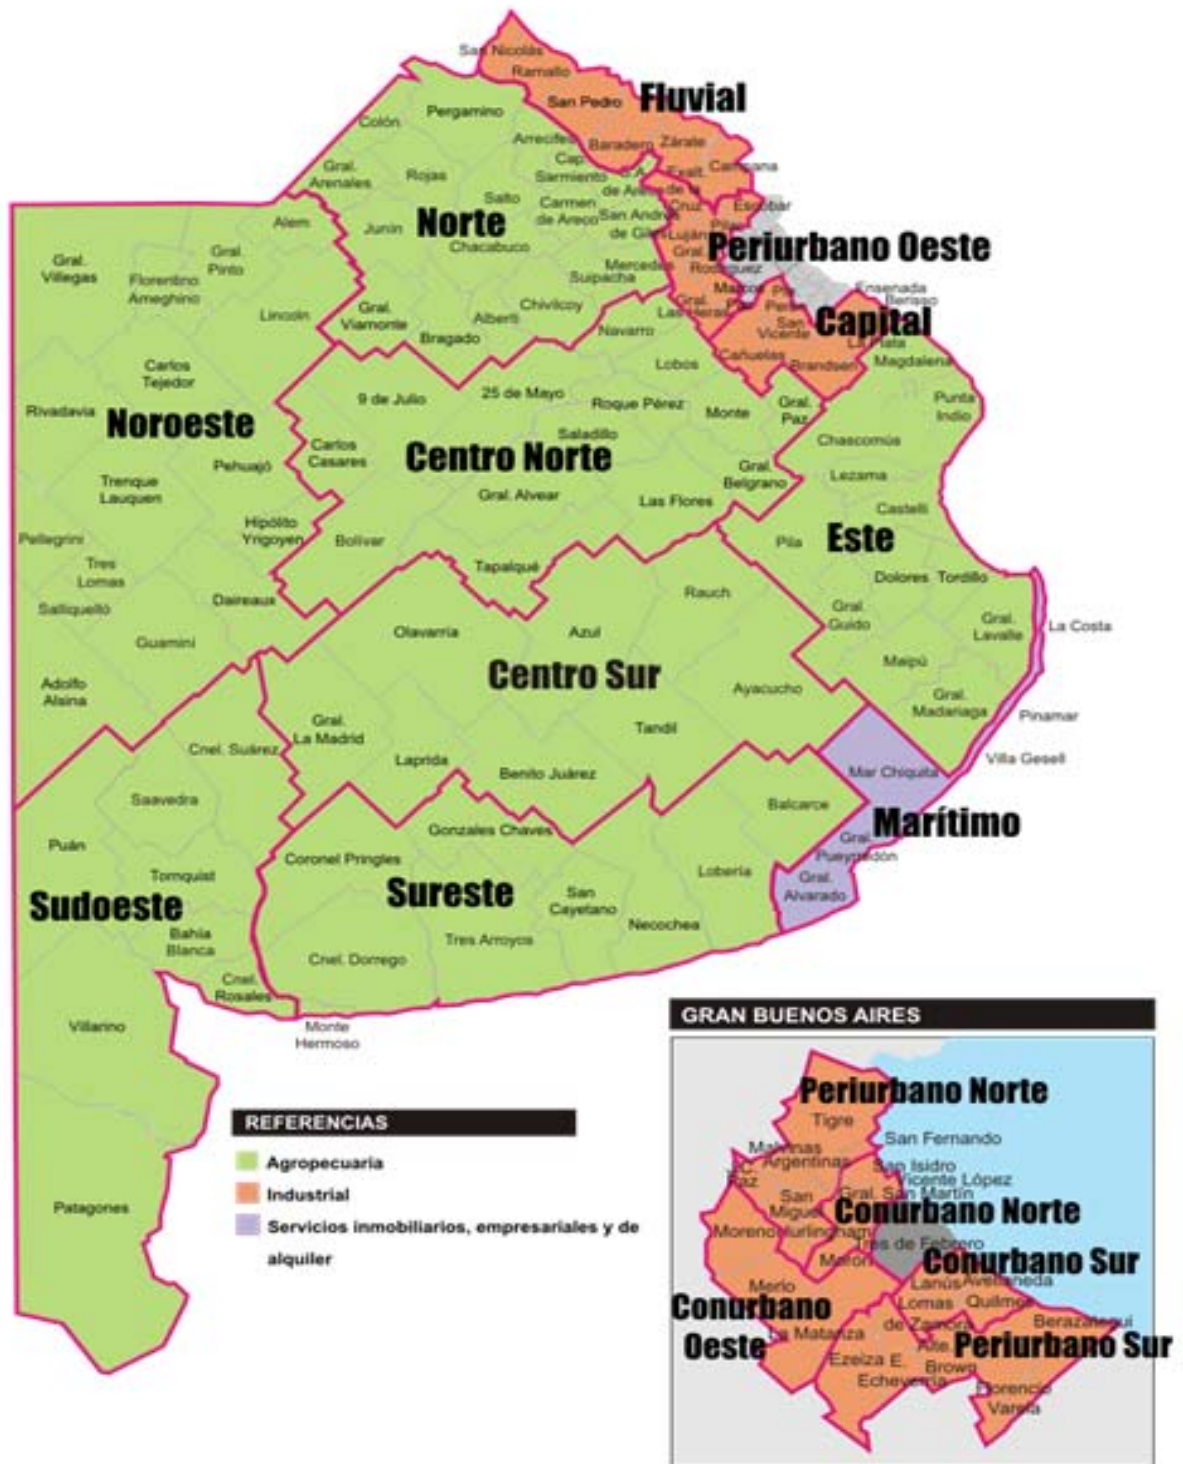 San Nicolás
Ramallo
Fluvial
San Pedro
Pergamino
Colón
Arrecifes
Baradero
Zárate
Campana
Cap.
Sarmiento
S.A.
de Areco
Exalt.
de la
Cruz
Gral.
Arenales
Rojas
Salto
Carmen
de Areco
San Andrés
de Giles
Escobar
Pilar
Luján
Alem
Junín
Norte
Chacabuco
Periurbano Oeste
Gral.
Rodríguez
Mercedes
Suipacha
Gral.
Villegas
Florentino
Ameghino
Gral.
Pinto
Lincoln
Gral.
Viamonte
Bragado
Alberti
Chivilcoy
Navarro
Gral.
Las Heras
Marcos
Paz
Pte.
Perón
San
Vicente
Ensenada
Berisso
Capital
La Plata
Magdalena
Cañuelas
Brandsen
Lobos
Carlos
Tejedor
Rivadavia
Noroeste
9 de Julio
25 de Mayo
Roque Pérez
Monte
Gral.
Paz
Punta
Indio
Saladillo
Chascomús
Carlos
Casares
Centro Norte
Pehuajó
Trenque
Lauquen
Gral. Alvear
Las Flores
Gral.
Belgrano
Lezama
Castelli
Hipólito
Yrigoyen
Bolívar
Pila
Este
Pellegrini
Tres
Lomas
Tapalqué
Rauch
Dolores
Tordillo
Salliqueló
Daireaux
Olavarría
Azul
Gral.
Guido
Gral.
Lavalle
La Costa
Guaminí
Centro Sur
Maipú
Adolfo
Alsina
Ayacucho
Gral.
Madariaga
Gral.
La Madrid
Tandil
Pinamar
Cnel. Suárez
Laprida
Benito Juárez
Villa Gesell
Mar Chiquita
Saavedra
Balcarce
Marítimo
Puán
Gonzales Chaves
Gral.
Pueyrredón
Coronel Pringles
Tornquist
Sureste
Lobería
Gral.
Alvarado
Sudoeste
San
Cayetano
Necochea
Bahía
Blanca
Tres Arroyos
Cnel. Dorrego
Cnel.
Rosales
Villarino
Monte
Hermoso
Patagones
REFERENCIAS
Agropecuaria
Industrial
Servicios inmobiliarios, empresariales y de
alquiler
GRAN BUENOS AIRES
Periurbano Norte
Tigre
San Fernando
Malvinas
Argentinas
J.C.
Paz
San Isidro
Vicente López
San
Miguel
Gral. San Martín
Conurbano Norte
Moreno
Hurlingham
Tres de Febrero
Morón
Conurbano Sur
Merlo
Lanús
Avellaneda
Conurbano
Oeste
Lomas
de Zamora
Quilmes
Berazategui
La Matanza
Alte.
Brown
Periurbano Sur
Ezeiza
E.
Echeverría
Florencio
Varela